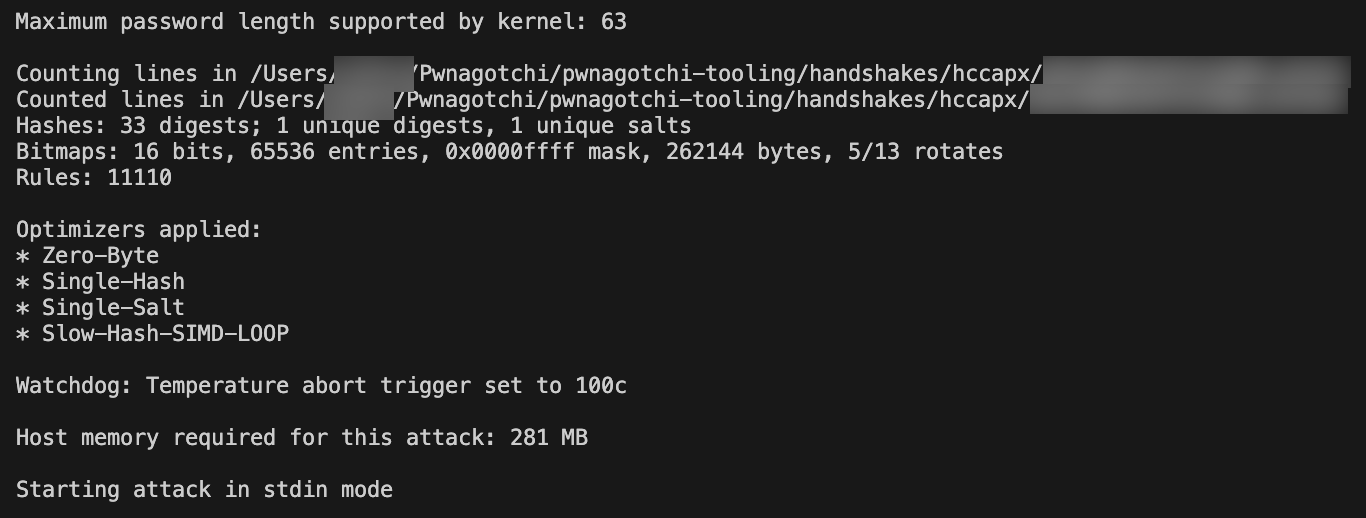 Maximum password length supported by kernel: 63
Counting lines in /Users/ /Pwnagotchi/pwnagotchi-tooling/handshakes/hccapx/
Counted lines in /Users/ /Pwnagotchi/pwnagotchi-tooling/handshakes/hccapx/
Hashes: 33 digests; 1 unique digests, 1 unique salts
Bitmaps: 16 bits, 65536 entries, 0x0000ffff mask, 262144 bytes, 5/13 rotates
Rules: 11110
Optimizers applied:
* Zero-Byte
* Single-Hash
* Single-Salt
* Slow-Hash-SIMD-LOOP
Watchdog: Temperature abort trigger set to 100c
Host memory required for this attack: 281 MB
Starting attack in stdin mode